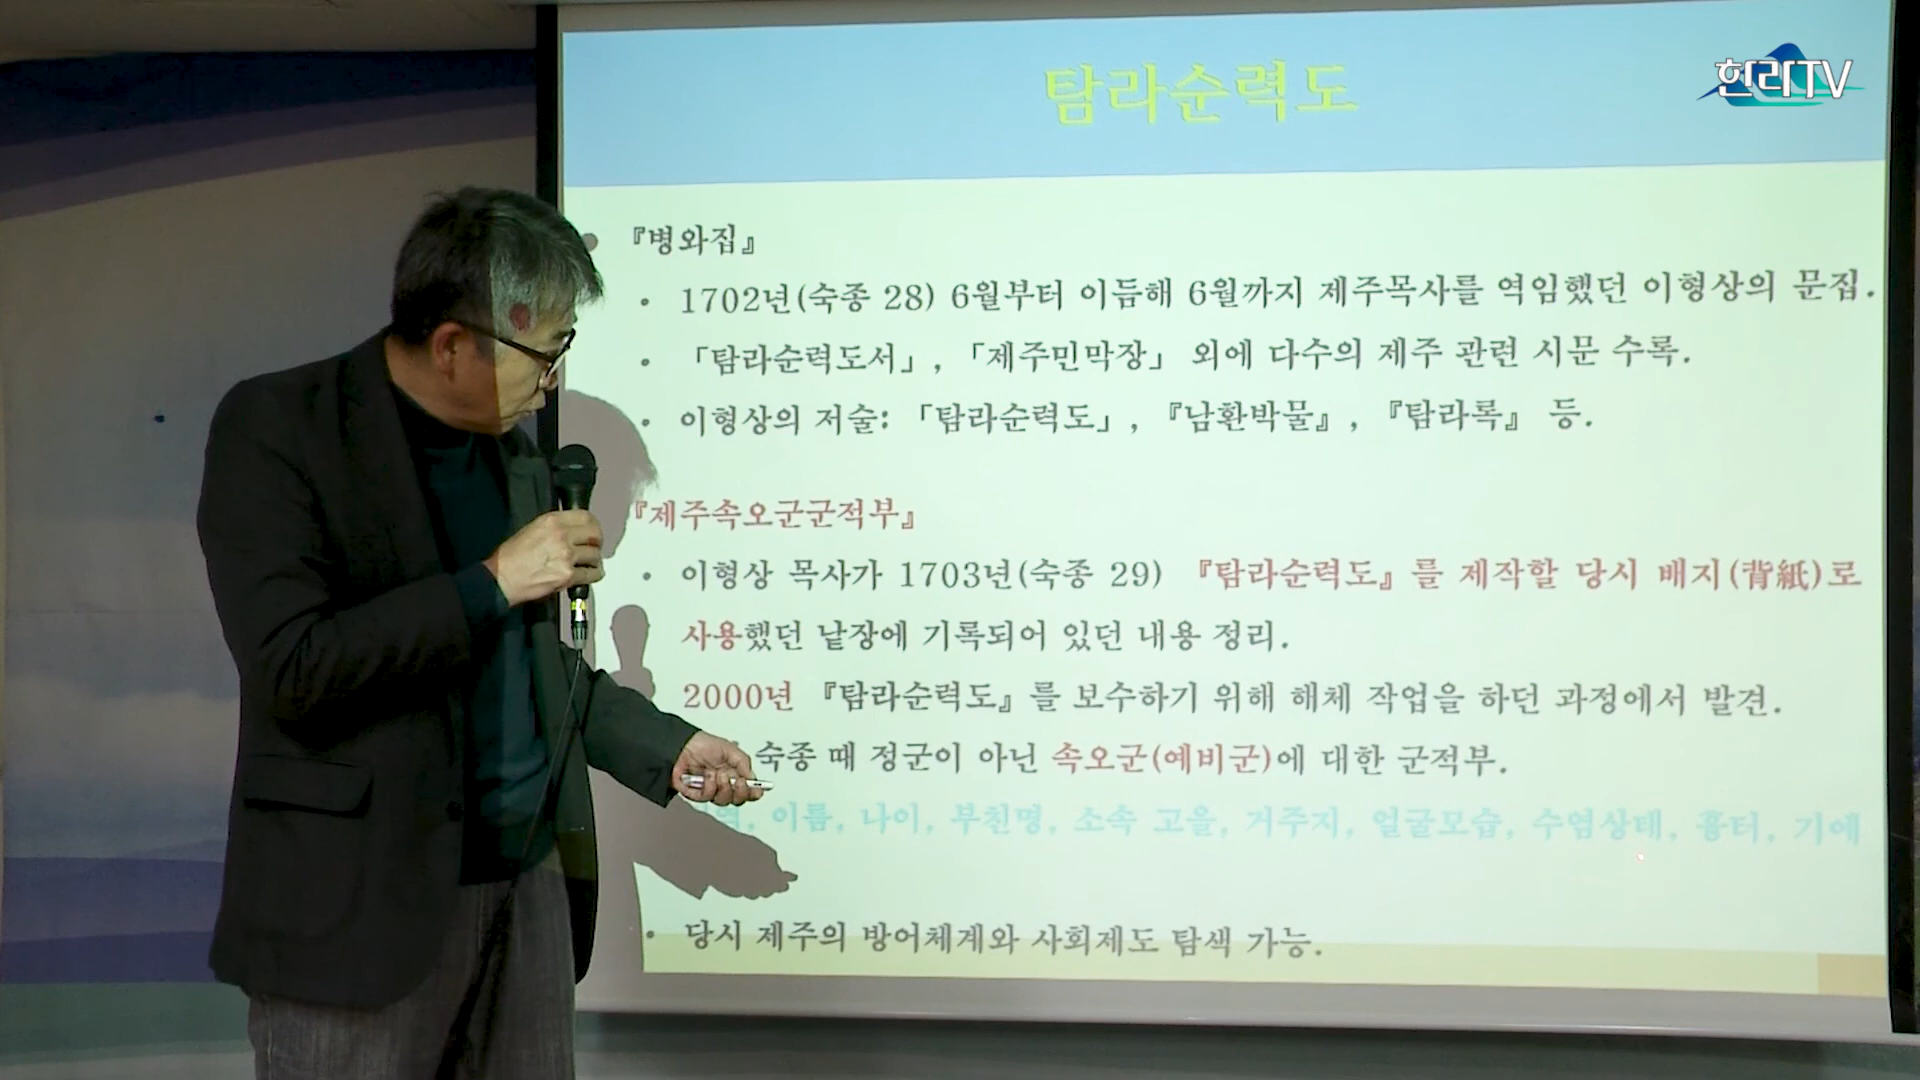 탐라순력도
한라TV
『병와집』
• 1702년(숙종 28) 6월부터 이듬해 6월까지 제주목사를 역임했던 이형상의 문집.
• 「탐라순력도서」, 「제주민막장」 외에 다수의 제주 관련 시문 수록.
• 이형상의 저술: 「탐라순력도」, 『남환박물』, 『탐라록』 등.
『제주속오군군적부』
• 이형상 목사가 1703년(숙종 29) 『탐라순력도』를 제작할 당시 배지(背紙)로
사용했던 낱장에 기록되어 있던 내용 정리.
2000년 『탐라순력도』를 보수하기 위해 해체 작업을 하던 과정에서 발견.
숙종 때 정군이 아닌 속오군(예비군)에 대한 군적부.
이름, 나이, 부친명, 소속 고을, 거주지, 얼굴모습, 수염상태, 흉터, 기예
• 당시 제주의 방어체계와 사회제도 탐색 가능.